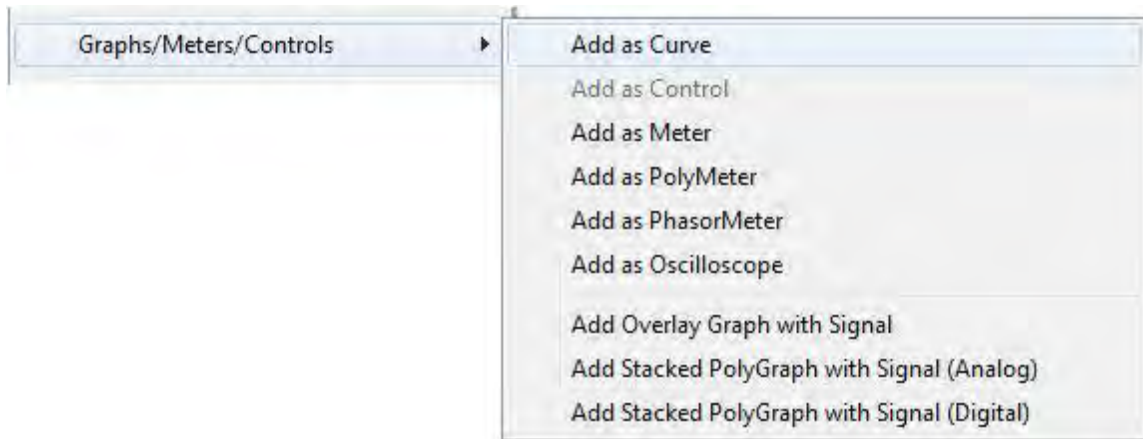 Graphs/Meters/Controls
Add as Curve
Add as Control
Add as Meter
Add as PolyMeter
Add as PhasorMeter
Add as Oscilloscope
Add Overlay Graph with Signal
Add Stacked PolyGraph with Signal (Analog)
Add Stacked PolyGraph with Signal (Digital)